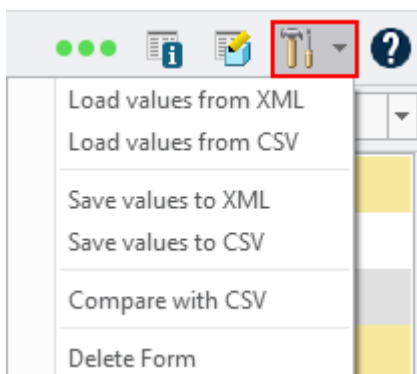 Load values from XML
Load values from CSV
Save values to XML
Save values to CSV
Compare with CSV
Delete Form